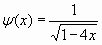 ψ(x) = 1/√(1−4x)